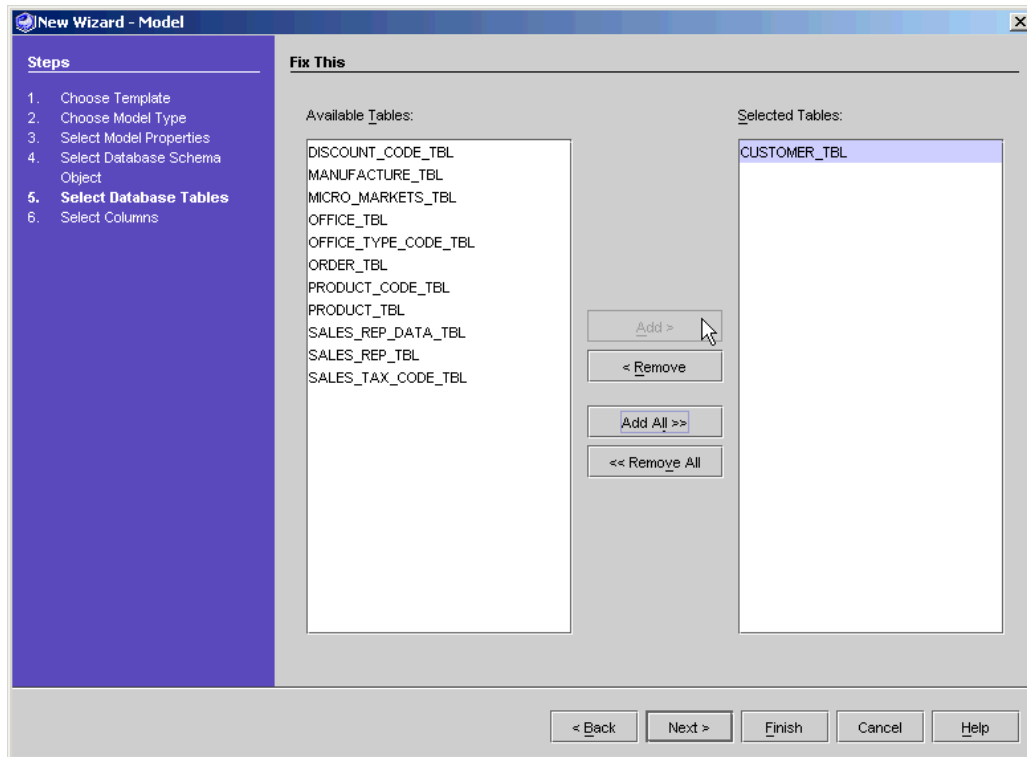 New Wizard - Model
Steps
Fix This
1. Choose Template
2. Choose Model Type
3. Select Model Properties
4. Select Database Schema
Object
5. Select Database Tables
6. Select Columns
Available Tables:
DISCOUNT_CODE_TBL
MANUFACTURE_TBL
MICRO_MARKETS_TBL
OFFICE_TBL
OFFICE_TYPE_CODE_TBL
ORDER_TBL
PRODUCT_CODE_TBL
PRODUCT_TBL
SALES_REP_DATA_TBL
SALES_REP_TBL
SALES_TAX_CODE_TBL
Add >
< Remove
Add All >>
<< Remove All
Selected Tables:
CUSTOMER_TBL
< Back
Next >
Finish
Cancel
Help